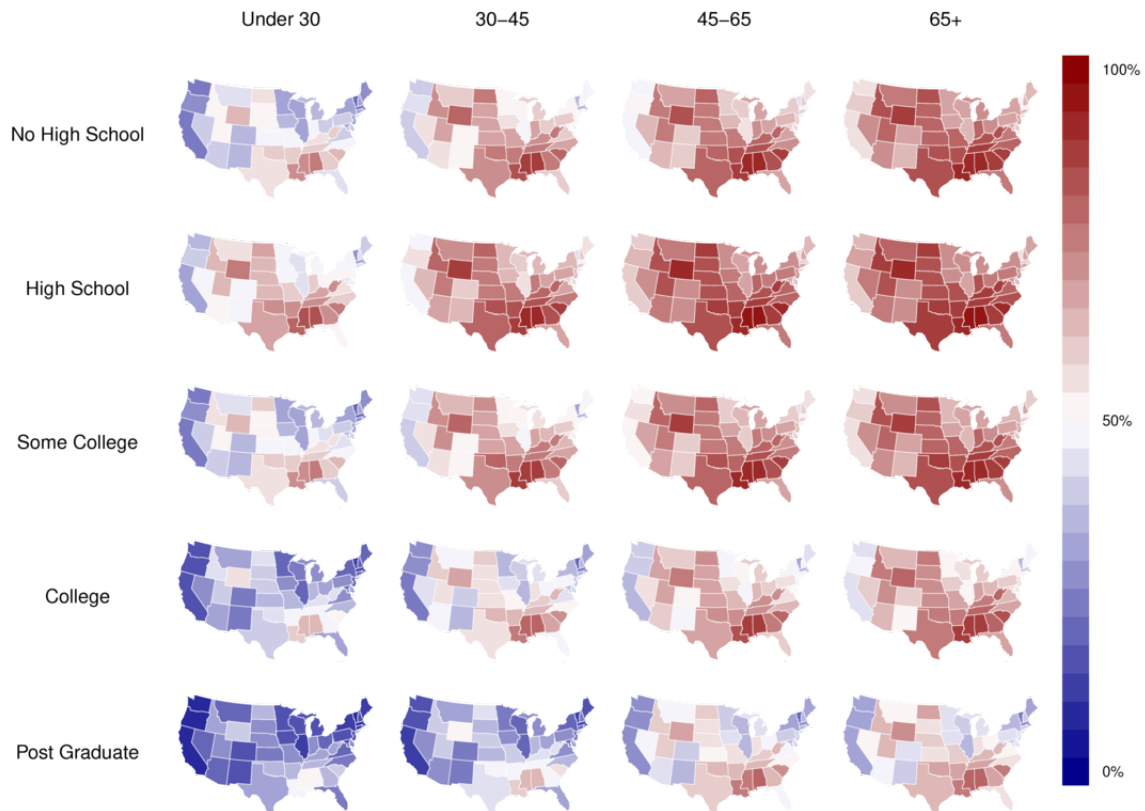 Under 30 30–45 45–65 65+
100%
No High School
High School
50%
Some College
College
Post Graduate
0%